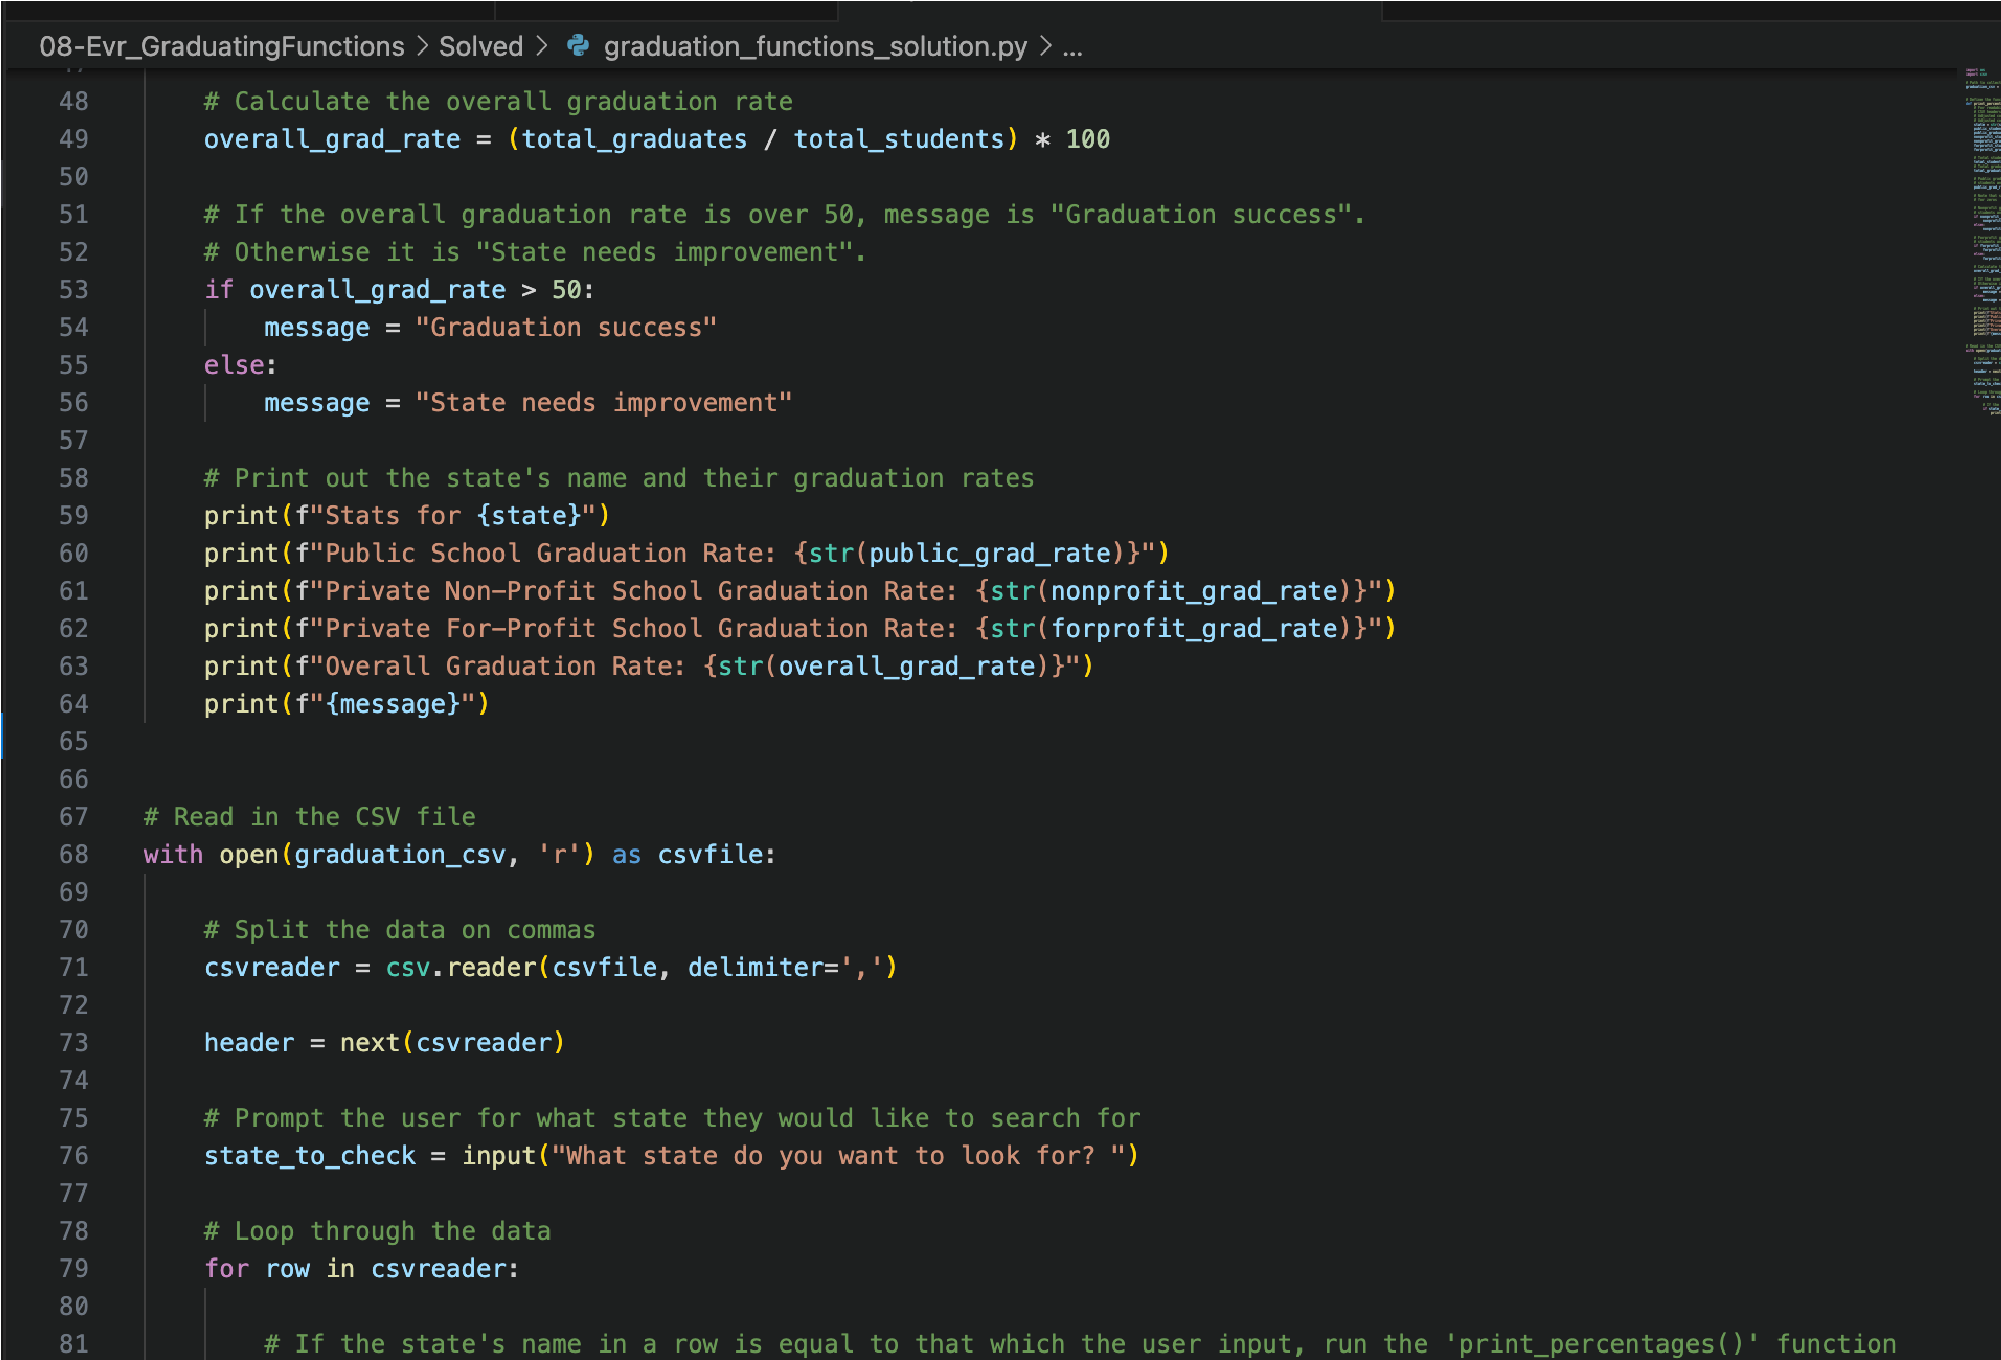 08-Evr_GraduatingFunctions > Solved > graduation_functions_solution.py > ...
48 # Calculate the overall graduation rate
49 overall_grad_rate = (total_graduates / total_students) * 100
50
51 # If the overall graduation rate is over 50, message is "Graduation success".
52 # Otherwise it is "State needs improvement".
53 if overall_grad_rate > 50:
54 message = "Graduation success"
55 else:
56 message = "State needs improvement"
57
58 # Print out the state's name and their graduation rates
59 print(f"Stats for {state}")
60 print(f"Public School Graduation Rate: {str(public_grad_rate)}")
61 print(f"Private Non-Profit School Graduation Rate: {str(nonprofit_grad_rate)}")
62 print(f"Private For-Profit School Graduation Rate: {str(forprofit_grad_rate)}")
63 print(f"Overall Graduation Rate: {str(overall_grad_rate)}")
64 print(f"{message}")
65
66
67 # Read in the CSV file
68 with open(graduation_csv, 'r') as csvfile:
69
70 # Split the data on commas
71 csvreader = csv.reader(csvfile, delimiter=',')
72
73 header = next(csvreader)
74
75 # Prompt the user for what state they would like to search for
76 state_to_check = input("What state do you want to look for? ")
77
78 # Loop through the data
79 for row in csvreader:
80
81 # If the state's name in a row is equal to that which the user input, run the 'print_percentages()' function